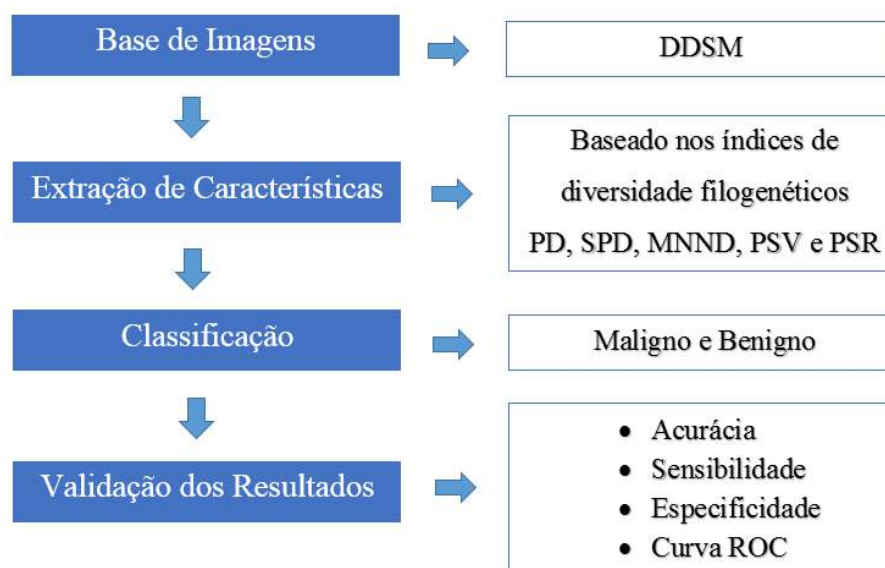 Base de Imagens
DDSM
Extração de Característícas
Baseado nos índices de
diversidade filogenéticos
PD, SPD, MNND, PSV e PSR
Classificação
Maligno e Benigno
Validação dos Resultados
• Acurácia
• Sensibilidade
• Especificidade
• Curva ROC